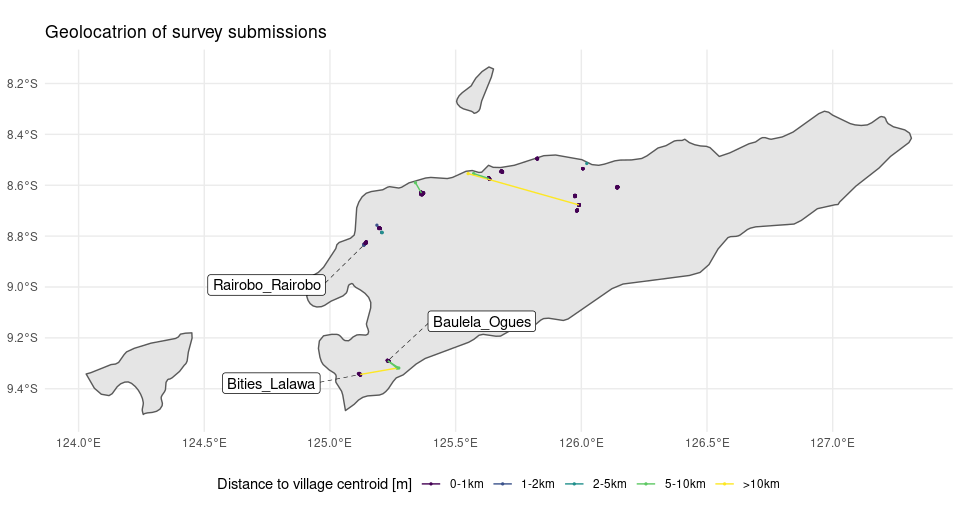 Geolocatrion of survey submissions
8.2°S
8.4°S
8.6°S
8.8°S
9.0°S
9.2°S
9.4°S
Rairobo_Rairobo
Baulela_Ogues
Bities_Lalawa
124.0°E 124.5°E 125.0°E 125.5°E 126.0°E 126.5°E 127.0°E
Distance to village centroid [m] 0-1km 1-2km 2-5km 5-10km >10km